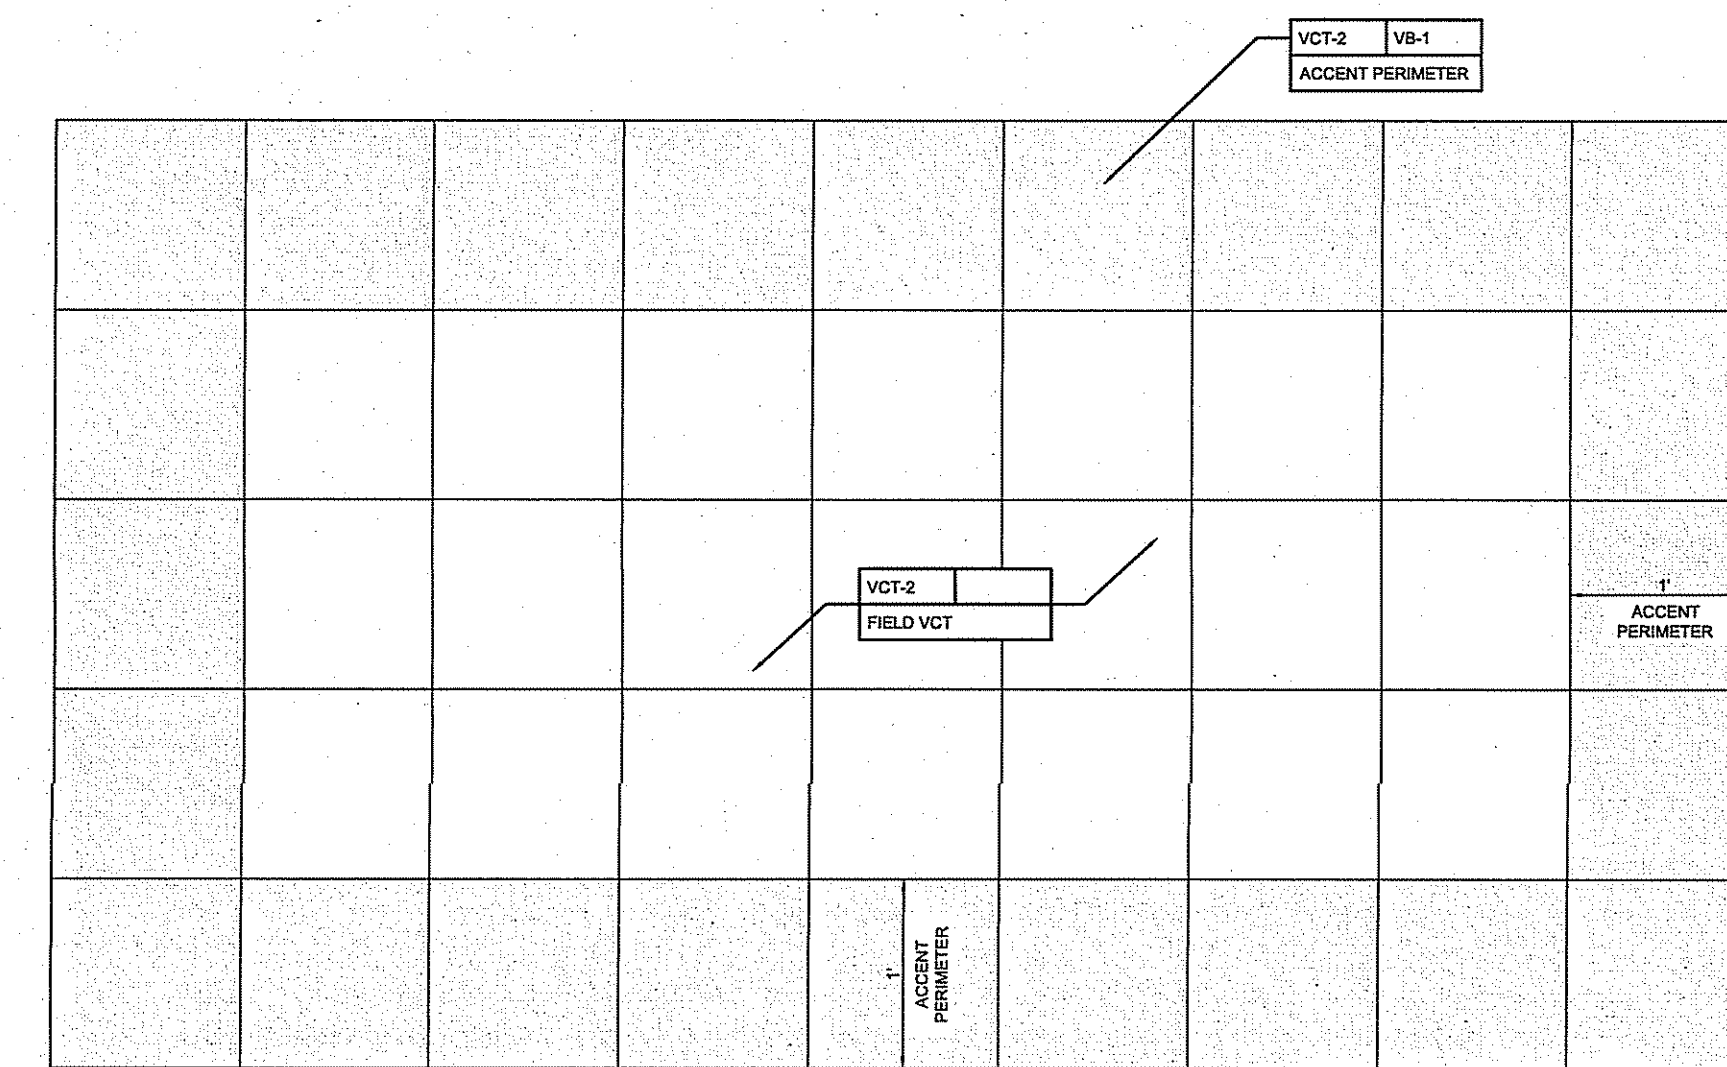 VCT-2 VB-1
ACCENT PERIMETER
VCT-2
FIELD VCT
1'
ACCENT
PERIMETER
1'
ACCENT
PERIMETER